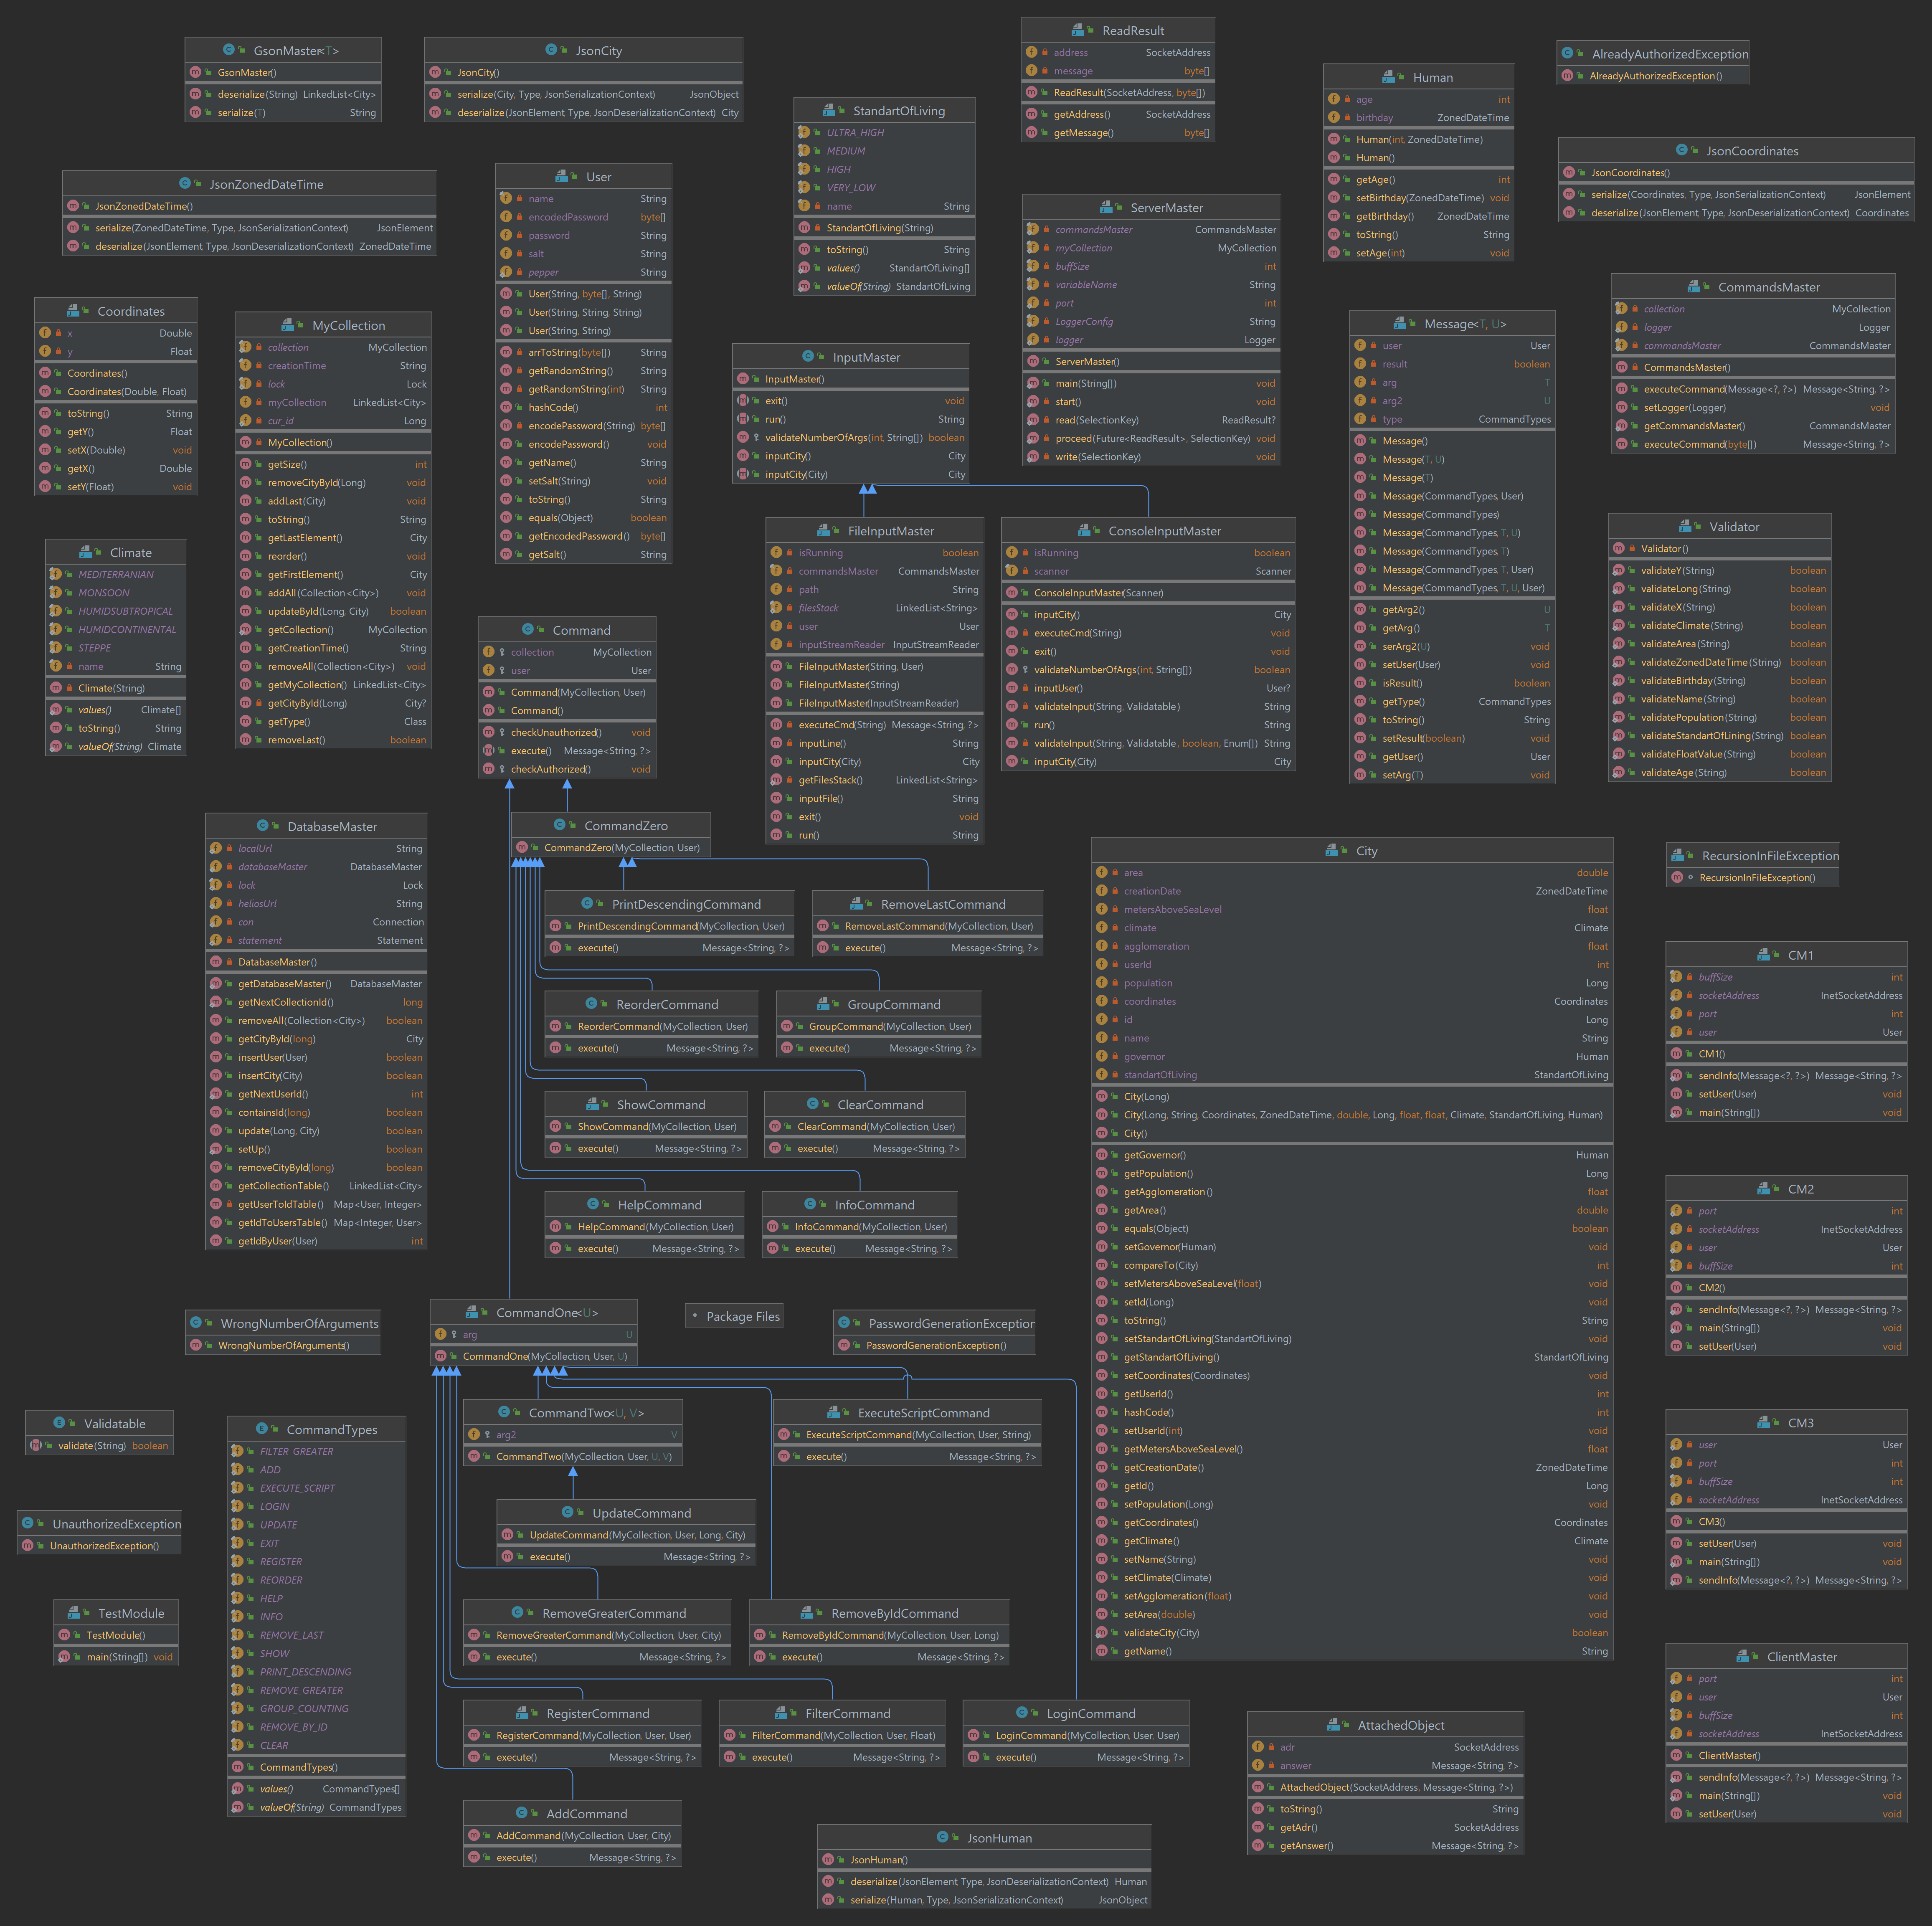 GsonMaster<T>
GsonMaster()
deserialize(String) LinkedList<City>
serialize(T) String
JsonCity
JsonCity()
serialize(City, Type, JsonSerializationContext) JsonObject
deserialize(JsonElement, Type, JsonDeserializationContext) City
ReadResult
address SocketAddress
message byte[]
ReadResult(SocketAddress, byte[])
getAddress() SocketAddress
getMessage() byte[]
AlreadyAuthorizedException
AlreadyAuthorizedException()
Human
age int
birthday ZonedDateTime
Human(int, ZonedDateTime)
Human()
getAge() int
setBirthday(ZonedDateTime) void
getBirthday() ZonedDateTime
toString() String
setAge(int) void
StandartOfLiving
ULTRA_HIGH
MEDIUM
HIGH
VERY_LOW
name String
StandartOfLiving(String)
toString() String
values() StandartOfLiving[]
valueOf(String) StandartOfLiving
JsonCoordinates
JsonCoordinates()
serialize(Coordinates, Type, JsonSerializationContext) JsonElement
deserialize(JsonElement, Type, JsonDeserializationContext) Coordinates
JsonZonedDateTime
JsonZonedDateTime()
serialize(ZonedDateTime, Type, JsonSerializationContext) JsonElement
deserialize(JsonElement, Type, JsonDeserializationContext) ZonedDateTime
User
name String
encodedPassword byte[]
password String
salt String
pepper String
User(String, byte[], String)
User(String, String, String)
User(String, String)
arrToString(byte[]) String
getRandomString() String
getRandomString(int) String
hashCode() int
encodePassword(String) byte[]
encodePassword() void
getName() String
setSalt(String) void
toString() String
equals(Object) boolean
getEncodedPassword() byte[]
getSalt() String
ServerMaster
commandsMaster CommandsMaster
myCollection MyCollection
buffSize int
variableName String
port int
LoggerConfig String
logger Logger
ServerMaster()
main(String[]) void
start() void
read(SelectionKey) ReadResult?
proceed(Future<ReadResult>, SelectionKey) void
write(SelectionKey) void
CommandsMaster
collection MyCollection
logger Logger
commandsMaster CommandsMaster
CommandsMaster()
executeCommand(Message<?, ?>) Message<String, ?>
setLogger(Logger) void
getCommandsMaster() CommandsMaster
executeCommand(byte[]) Message<String, ?>
Coordinates
x Double
y Float
Coordinates()
Coordinates(Double, Float)
toString() String
getY() Float
setX(Double) void
getX() Double
setY(Float) void
MyCollection
collection MyCollection
creationTime String
lock Lock
myCollection LinkedList<City>
cur_id Long
MyCollection()
getSize() int
removeCityById(Long) void
addLast(City) void
toString() String
getLastElement() City
reorder() void
getFirstElement() City
addAll(Collection<City>) void
updateById(Long, City) boolean
getCollection() MyCollection
getCreationTime() String
removeAll(Collection<City>) void
getMyCollection() LinkedList<City>
getCityById(Long) City?
getType() Class
removeLast() boolean
Message<T, U>
user User
result boolean
arg T
arg2 U
type CommandTypes
Message()
Message(T, U)
Message(T)
Message(CommandTypes, User)
Message(CommandTypes)
Message(CommandTypes, T, U)
Message(CommandTypes, T)
Message(CommandTypes, T, User)
Message(CommandTypes, T, U, User)
getArg2() U
getArg() T
serArg2(U) void
setUser(User) void
isResult() boolean
getType() CommandTypes
toString() String
setResult(boolean) void
getUser() User
setArg(T) void
InputMaster
InputMaster()
exit() void
run() String
validateNumberOfArgs(int, String[]) boolean
inputCity() City
inputCity(City) City
FileInputMaster
isRunning boolean
commandsMaster CommandsMaster
path String
filesStack LinkedList<String>
user User
inputStreamReader InputStreamReader
FileInputMaster(String, User)
FileInputMaster(String)
FileInputMaster(InputStreamReader)
executeCmd(String) Message<String, ?>
inputLine() String
inputCity(City) City
getFilesStack() LinkedList<String>
inputFile() String
exit() void
run() String
ConsoleInputMaster
isRunning boolean
scanner Scanner
ConsoleInputMaster(Scanner)
inputCity() City
executeCmd(String) void
exit() void
validateNumberOfArgs(int, String[]) boolean
inputUser() User?
validateInput(String, Validatable) String
run() String
validateInput(String, Validatable, boolean, Enum[]) String
inputCity(City) City
Validator
Validator()
validateY(String) boolean
validateLong(String) boolean
validateX(String) boolean
validateClimate(String) boolean
validateArea(String) boolean
validateZonedDateTime(String) boolean
validateBirthday(String) boolean
validateName(String) boolean
validatePopulation(String) boolean
validateStandartOfLiving(String) boolean
validateFloatValue(String) boolean
validateAge(String) boolean
Climate
MEDITERRANIAN
MONSOON
HUMIDSUBTROPICAL
HUMIDCONTINENTAL
STEPPE
name String
Climate(String)
values() Climate[]
toString() String
valueOf(String) Climate
Command
collection MyCollection
user User
Command(MyCollection, User)
Command()
checkUnauthorized() void
execute() Message<String, ?>
checkAuthorized() void
DatabaseMaster
localUrl String
databaseMaster DatabaseMaster
lock Lock
heliosUrl String
con Connection
statement Statement
DatabaseMaster()
getDatabaseMaster() DatabaseMaster
getNextCollectionId() long
removeAll(Collection<City>) boolean
getCityById(long) City
insertUser(User) boolean
insertCity(City) boolean
getNextUserId() int
containsId(long) boolean
update(Long, City) boolean
setUp() boolean
removeCityById(long) boolean
getCollectionTable() LinkedList<City>
getUserToIdTable() Map<User, Integer>
getIdToUsersTable() Map<Integer, User>
getIdByUser(User) int
CommandZero
CommandZero(MyCollection, User)
PrintDescendingCommand
PrintDescendingCommand(MyCollection, User)
execute() Message<String, ?>
RemoveLastCommand
RemoveLastCommand(MyCollection, User)
execute() Message<String, ?>
ReorderCommand
ReorderCommand(MyCollection, User)
execute() Message<String, ?>
GroupCommand
GroupCommand(MyCollection, User)
execute() Message<String, ?>
ShowCommand
ShowCommand(MyCollection, User)
execute() Message<String, ?>
ClearCommand
ClearCommand(MyCollection, User)
execute() Message<String, ?>
HelpCommand
HelpCommand(MyCollection, User)
execute() Message<String, ?>
InfoCommand
InfoCommand(MyCollection, User)
execute() Message<String, ?>
City
area double
creationDate ZonedDateTime
metersAboveSeaLevel float
climate Climate
agglomeration float
userId int
population Long
coordinates Coordinates
id Long
name String
governor Human
standartOfLiving StandartOfLiving
City(Long)
City(Long, String, Coordinates, ZonedDateTime, double, Long, float, float, Climate, StandartOfLiving, Human)
City()
getGovernor() Human
getPopulation() Long
getAgglomeration() float
getArea() double
equals(Object) boolean
setGovernor(Human) void
compareTo(City) int
setMetersAboveSeaLevel(float) void
setId(Long) void
toString() String
setStandartOfLiving(StandartOfLiving) void
getStandartOfLiving() StandartOfLiving
setCoordinates(Coordinates) void
getUserId() int
hashCode() int
setUserId(int) void
getMetersAboveSeaLevel() float
getCreationDate() ZonedDateTime
getId() Long
setPopulation(Long) void
getCoordinates() Coordinates
getClimate() Climate
setName(String) void
setClimate(Climate) void
setAgglomeration(float) void
setArea(double) void
validateCity(City) boolean
getName() String
RecursionInFileException
RecursionInFileException()
CM1
buffSize int
socketAddress InetSocketAddress
port int
user User
CM1()
sendInfo(Message<?, ?>) Message<String, ?>
setUser(User) void
main(String[]) void
CM2
port int
socketAddress InetSocketAddress
user User
buffSize int
CM2()
sendInfo(Message<?, ?>) Message<String, ?>
main(String[]) void
setUser(User) void
CM3
user User
port int
buffSize int
socketAddress InetSocketAddress
CM3()
setUser(User) void
main(String[]) void
sendInfo(Message<?, ?>) Message<String, ?>
ClientMaster
port int
user User
buffSize int
socketAddress InetSocketAddress
ClientMaster()
sendInfo(Message<?, ?>) Message<String, ?>
main(String[]) void
setUser(User) void
WrongNumberOfArguments
WrongNumberOfArguments()
CommandOne<U>
arg U
CommandOne(MyCollection, User, U)
Package Files
PasswordGenerationException
PasswordGenerationException()
Validatable
validate(String) boolean
CommandTypes
FILTER_GREATER
ADD
EXECUTE_SCRIPT
LOGIN
UPDATE
EXIT
REGISTER
REORDER
HELP
INFO
REMOVE_LAST
SHOW
PRINT_DESCENDING
REMOVE_GREATER
GROUP_COUNTING
REMOVE_BY_ID
CLEAR
CommandTypes()
values() CommandTypes[]
valueOf(String) CommandTypes
CommandTwo<U, V>
arg2 V
CommandTwo(MyCollection, User, U, V)
ExecuteScriptCommand
ExecuteScriptCommand(MyCollection, User, String)
execute() Message<String, ?>
UpdateCommand
UpdateCommand(MyCollection, User, Long, City)
execute() Message<String, ?>
UnauthorizedException
UnauthorizedException()
TestModule
TestModule()
main(String[]) void
RemoveGreaterCommand
RemoveGreaterCommand(MyCollection, User, City)
execute() Message<String, ?>
RemoveByIdCommand
RemoveByIdCommand(MyCollection, User, Long)
execute() Message<String, ?>
RegisterCommand
RegisterCommand(MyCollection, User, User)
execute() Message<String, ?>
FilterCommand
FilterCommand(MyCollection, User, Float)
execute() Message<String, ?>
LoginCommand
LoginCommand(MyCollection, User, User)
execute() Message<String, ?>
AttachedObject
adr SocketAddress
answer Message<String, ?>
AttachedObject(SocketAddress, Message<String, ?>)
toString() String
getAdr() SocketAddress
getAnswer() Message<String, ?>
AddCommand
AddCommand(MyCollection, User, City)
execute() Message<String, ?>
JsonHuman
JsonHuman()
deserialize(JsonElement, Type, JsonDeserializationContext) Human
serialize(Human, Type, JsonSerializationContext) JsonObject